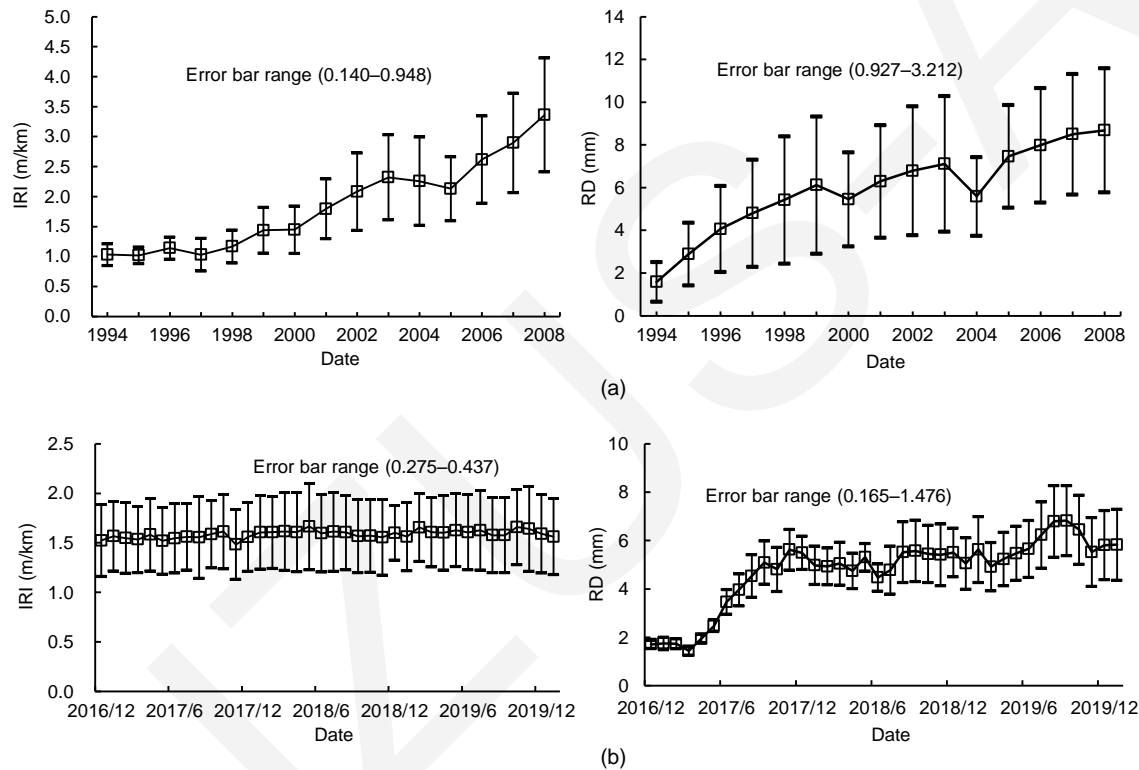 5.0
4.5
4.0
3.5
3.0
2.5
2.0
1.5
1.0
0.5
0.0
IRI (m/km)
Error bar range (0.140–0.948)
1994 1996 1998 2000 2002 2004 2006 2008
Date
14
12
10
8
6
4
2
0
RD (mm)
Error bar range (0.927–3.212)
1994 1996 1998 2000 2002 2004 2006 2008
Date
(a)
2.5
2.0
1.5
1.0
0.5
0.0
IRI (m/km)
Error bar range (0.275–0.437)
2016/12 2017/6 2017/12 2018/6 2018/12 2019/6 2019/12
Date
10
8
6
4
2
0
RD (mm)
Error bar range (0.165–1.476)
2016/12 2017/6 2017/12 2018/6 2018/12 2019/6 2019/12
Date
(b)